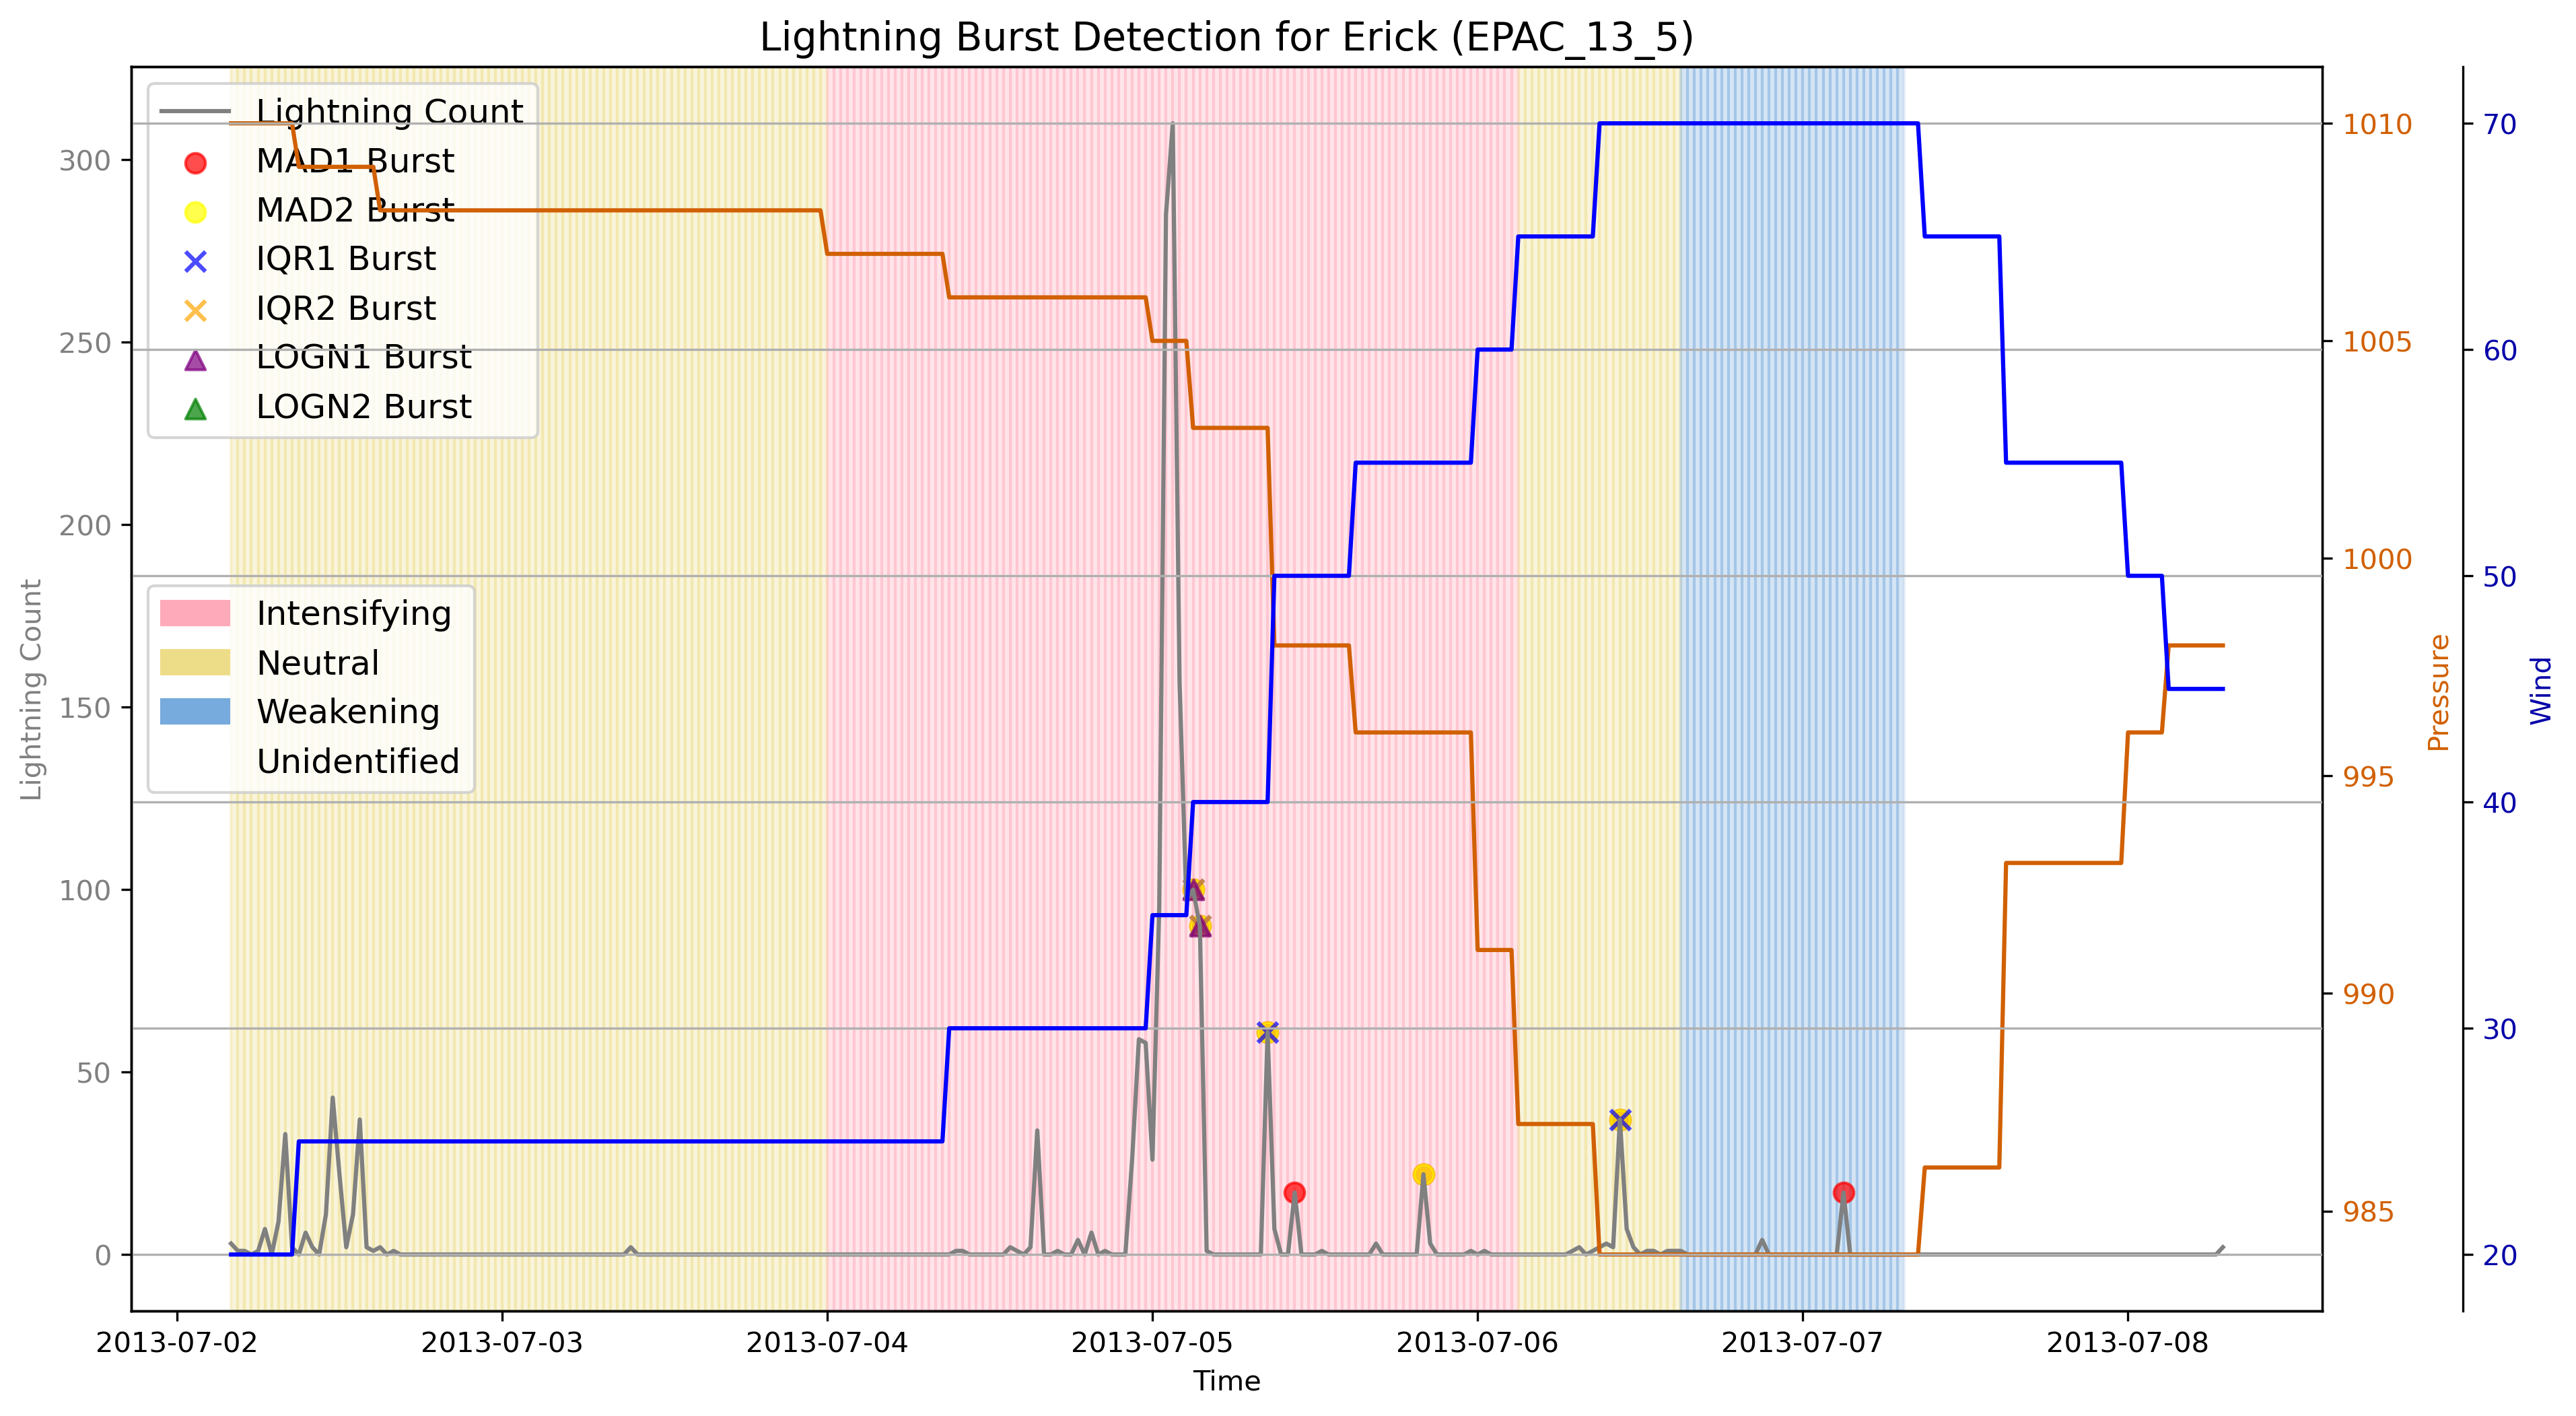 Lightning Burst Detection for Erick (EPAC_13_5)
Lightning Count
MAD1 Burst
MAD2 Burst
IQR1 Burst
IQR2 Burst
LOGN1 Burst
LOGN2 Burst
Intensifying
Neutral
Weakening
Unidentified
Lightning Count
300
250
200
150
100
50
0
1010
1005
1000
995
990
985
Pressure
70
60
50
40
30
20
Wind
2013-07-02
2013-07-03
2013-07-04
2013-07-05
2013-07-06
2013-07-07
2013-07-08
Time